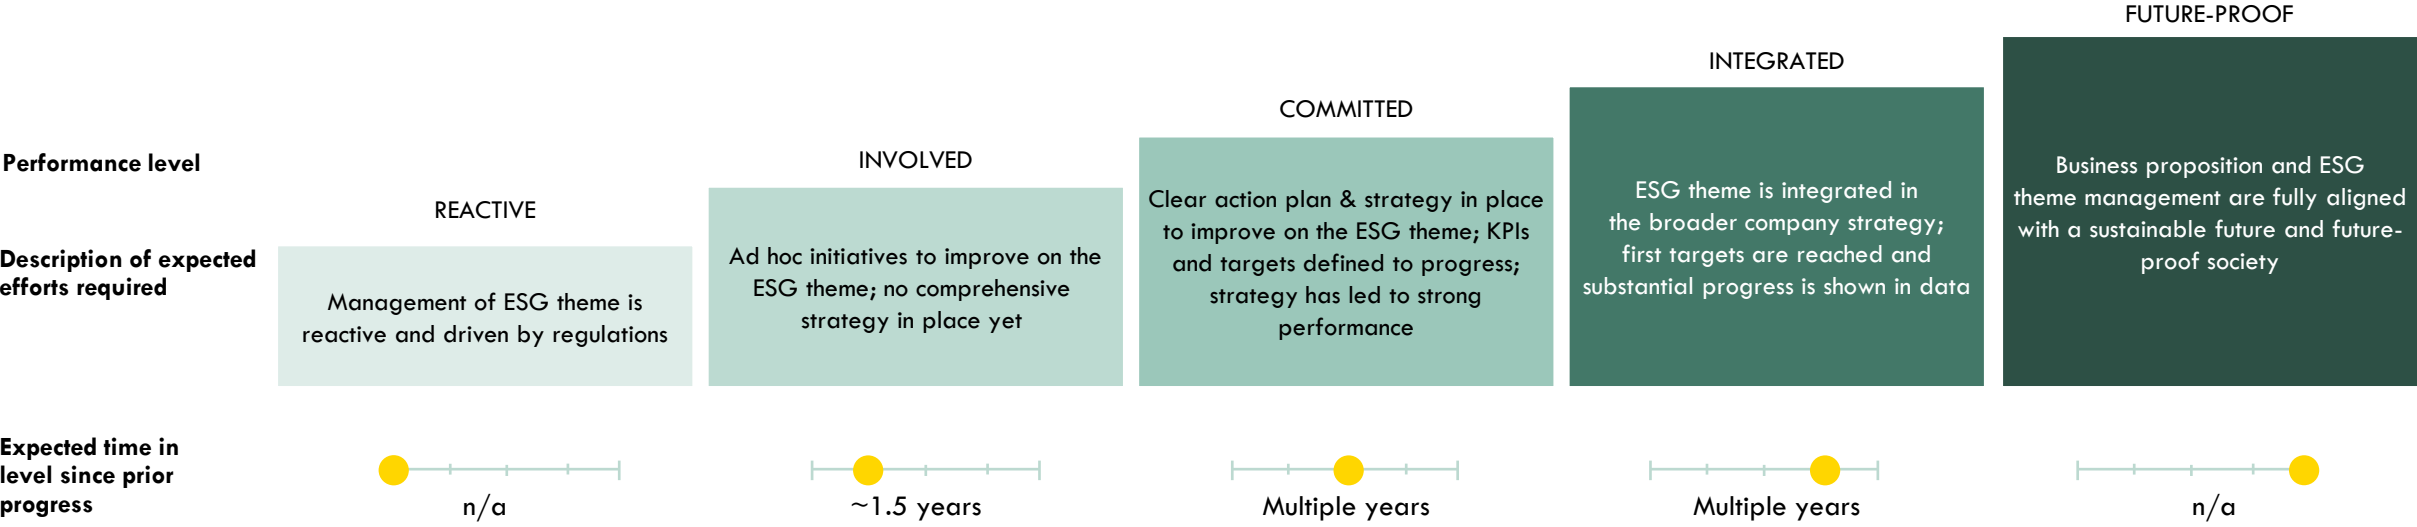 FUTURE-PROOF
INTEGRATED
COMMITTED
INVOLVED
REACTIVE
Performance level
Description of expected
efforts required
Management of ESG theme is
reactive and driven by regulations
Ad hoc initiatives to improve on the
ESG theme; no comprehensive
strategy in place yet
Clear action plan & strategy in place
to improve on the ESG theme; KPIs
and targets defined to progress;
strategy has led to strong
performance
ESG theme is integrated in
the broader company strategy;
first targets are reached and
substantial progress is shown in data
Business proposition and ESG
theme management are fully aligned
with a sustainable future and future-
proof society
Expected time in
level since prior
progress
n/a
~1.5 years
Multiple years
Multiple years
n/a